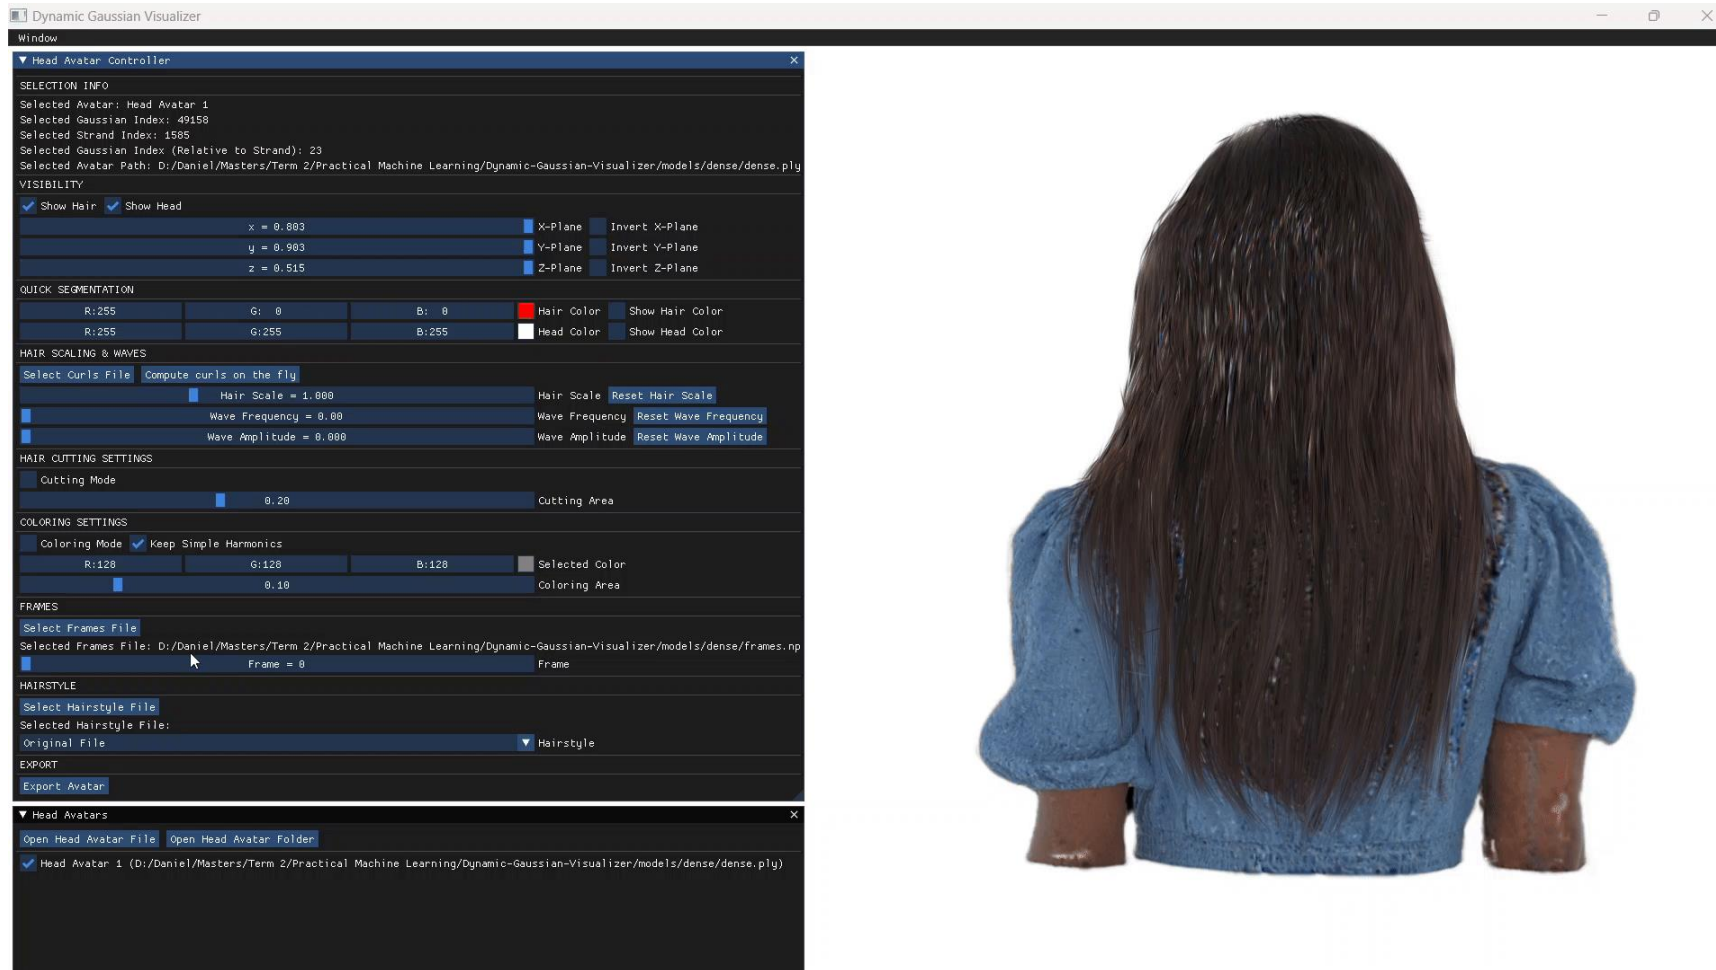 Dynamic Gaussian Visualizer
Window
Head Avatar Controller
SELECTION INFO
Selected Avatar: Head Avatar 1
Selected Gaussian Index: 49158
Selected Strand Index: 1585
Selected Gaussian Index (Relative to Strand): 23
Selected Avatar Path: D:/Daniel/Masters/Term 2/Practical Machine Learning/Dynamic-Gaussian-Visualizer/models/dense/dense.ply
VISIBILITY
Show Hair Show Head
x = 0.803 X-Plane Invert X-Plane
y = 0.903 Y-Plane Invert Y-Plane
z = 0.515 Z-Plane Invert Z-Plane
QUICK SEGMENTATION
R:255 G: 0 B: 0 Hair Color Show Hair Color
R:255 G:255 B:255 Head Color Show Head Color
HAIR SCALING & WAVES
Select Curls File Compute curls on the fly
Hair Scale = 1.000 Hair Scale Reset Hair Scale
Wave Frequency = 0.00 Wave Frequency Reset Wave Frequency
Wave Amplitude = 0.000 Wave Amplitude Reset Wave Amplitude
HAIR CUTTING SETTINGS
Cutting Mode
0.20 Cutting Area
COLORING SETTINGS
Coloring Mode Keep Simple Harmonics
R:128 G:128 B:128 Selected Color
0.10 Coloring Area
FRAMES
Select Frames File
Selected Frames File: D:/Daniel/Masters/Term 2/Practical Machine Learning/Dynamic-Gaussian-Visualizer/models/dense/frames.np
Frame = 0 Frame
HAIRSTYLE
Select Hairstyle File
Selected Hairstyle File:
Original File Hairstyle
EXPORT
Export Avatar
Head Avatars
Open Head Avatar File Open Head Avatar Folder
Head Avatar 1 (D:/Daniel/Masters/Term 2/Practical Machine Learning/Dynamic-Gaussian-Visualizer/models/dense/dense.ply)